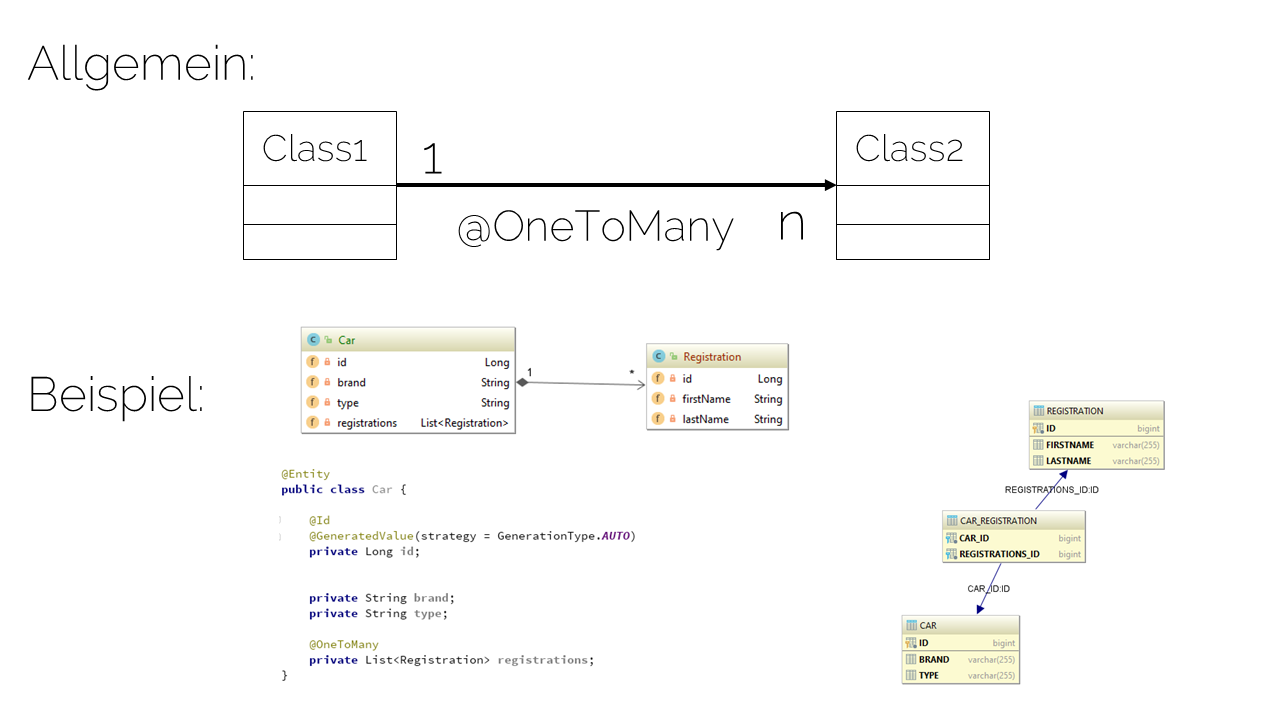 Allgemein:
Class1
1
Class2
@OneToMany
n
Beispiel:
C Car
f id Long
f brand String
f type String
f registrations List<Registration>
1
*
C Registration
f id Long
f firstName String
f lastName String
@Entity
public class Car {
@Id
@GeneratedValue(strategy = GenerationType.AUTO)
private Long id;
private String brand;
private String type;
@OneToMany
private List<Registration> registrations;
}
REGISTRATION
ID bigint
FIRSTNAME varchar(255)
LASTNAME varchar(255)
REGISTRATIONS_ID:ID
CAR_REGISTRATION
CAR_ID bigint
REGISTRATIONS_ID bigint
CAR_ID:ID
CAR
ID bigint
BRAND varchar(255)
TYPE varchar(255)